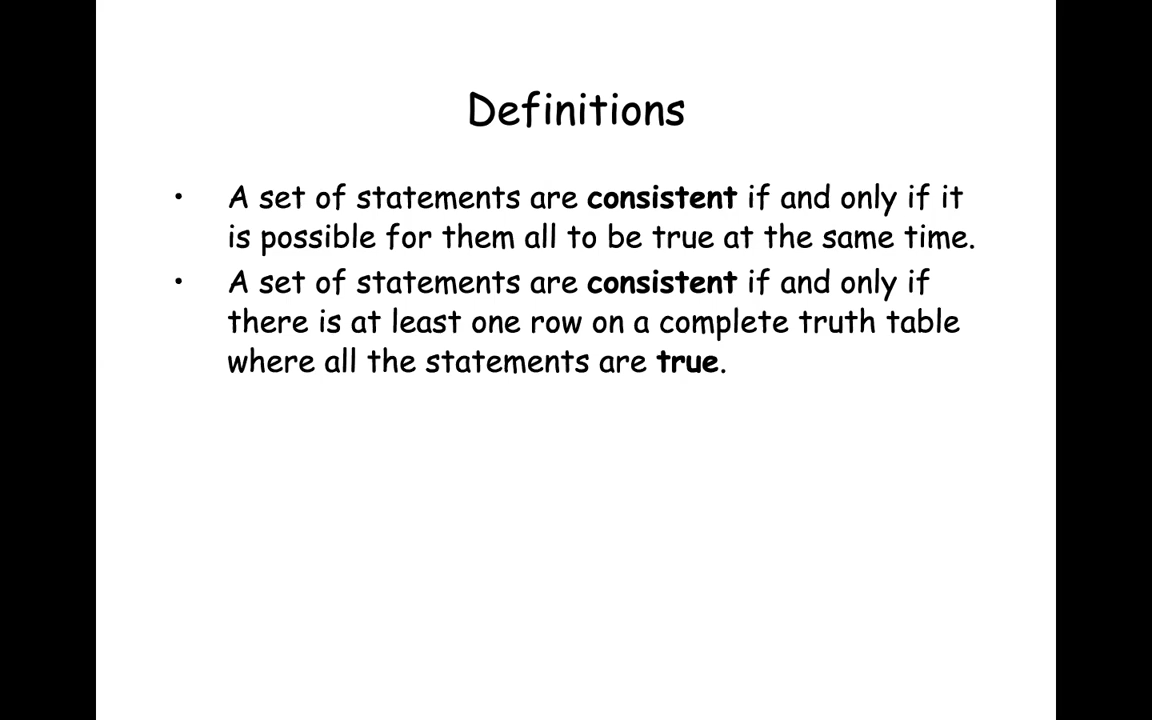 Definitions
• A set of statements are consistent if and only if it
is possible for them all to be true at the same time.
• A set of statements are consistent if and only if
there is at least one row on a complete truth table
where all the statements are true.